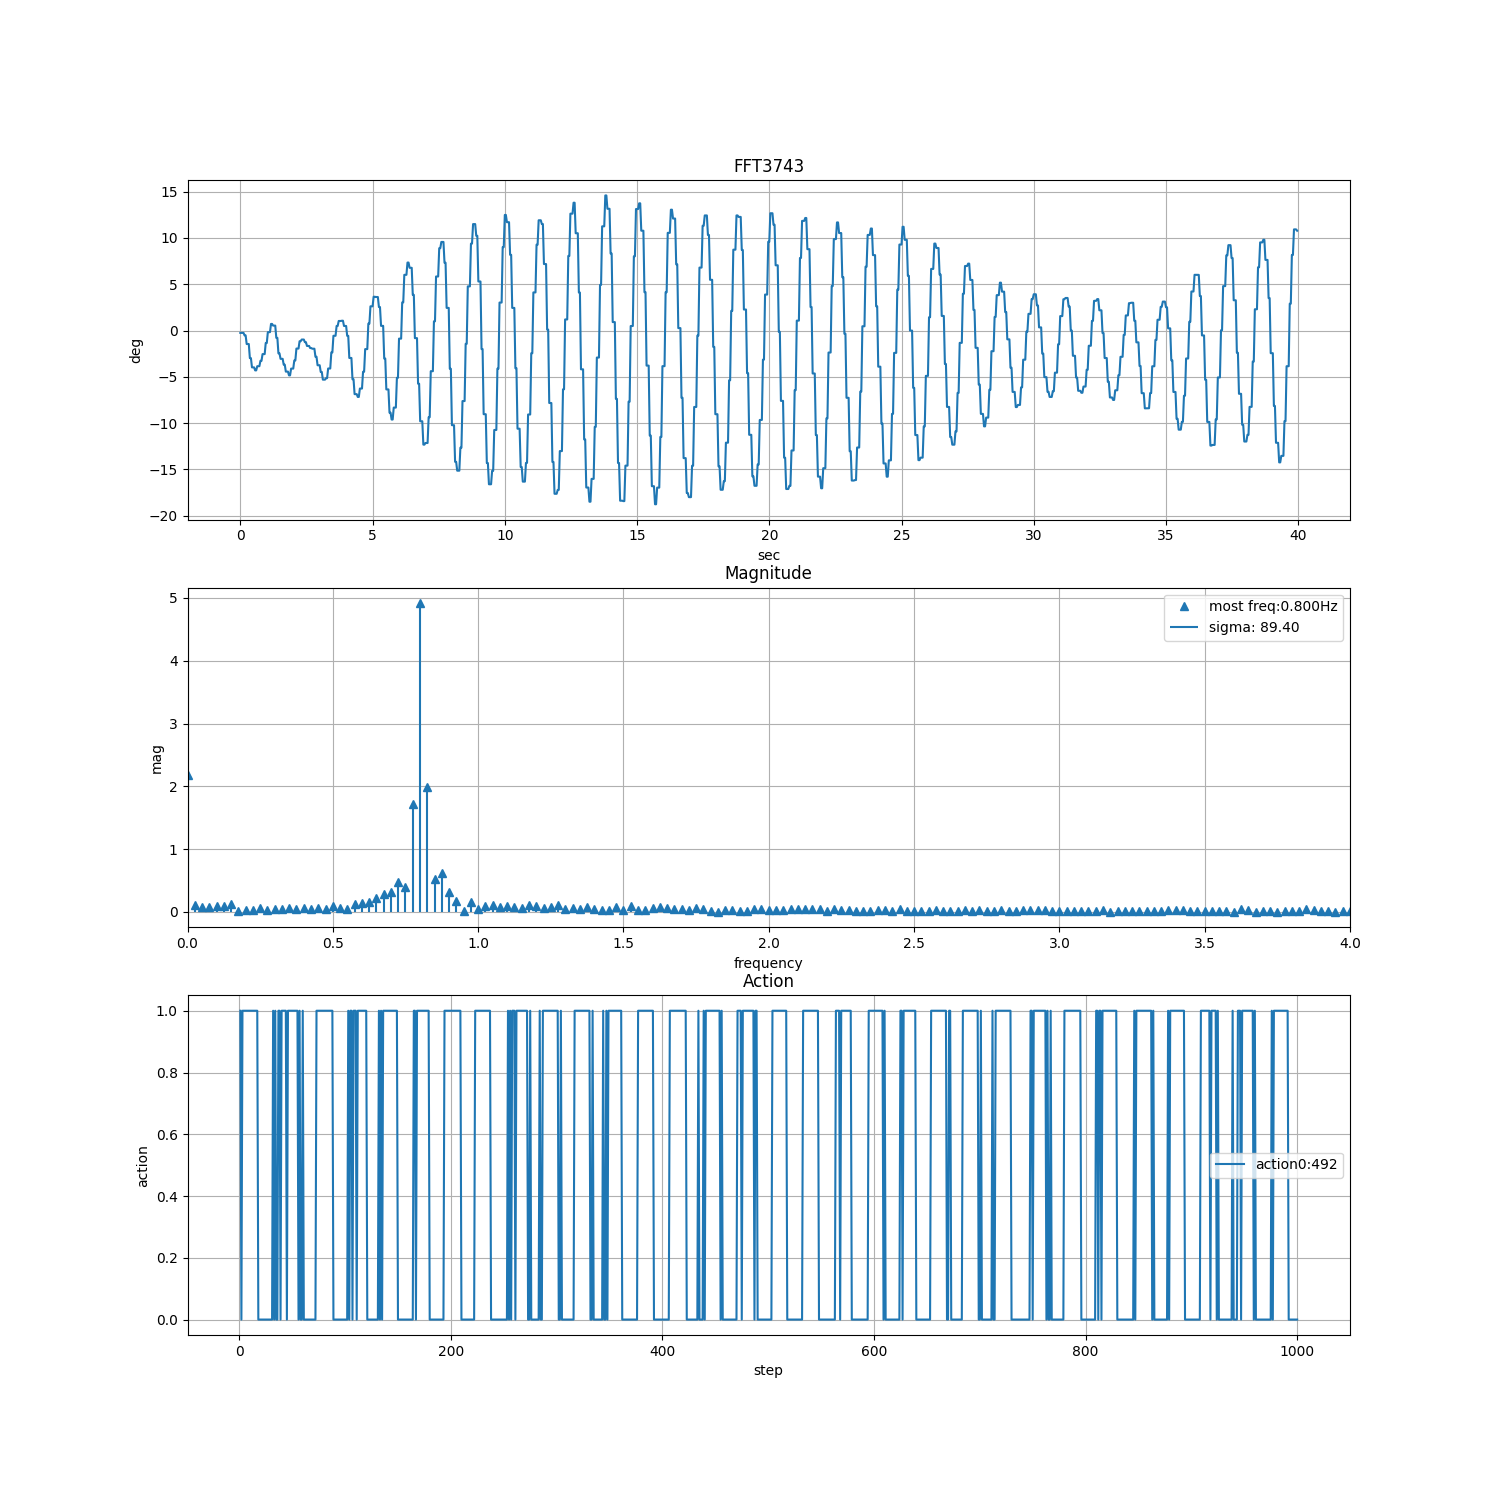 FFT3743
15
10
5
0
−5
−10
−15
−20
deg
0 5 10 15 20 25 30 35 40
sec
Magnitude
5
4
3
2
1
0
mag
most freq:0.800Hz
sigma: 89.40
0.0 0.5 1.0 1.5 2.0 2.5 3.0 3.5 4.0
frequency
Action
1.0
0.8
0.6
0.4
0.2
0.0
action
action0:492
0 200 400 600 800 1000
step